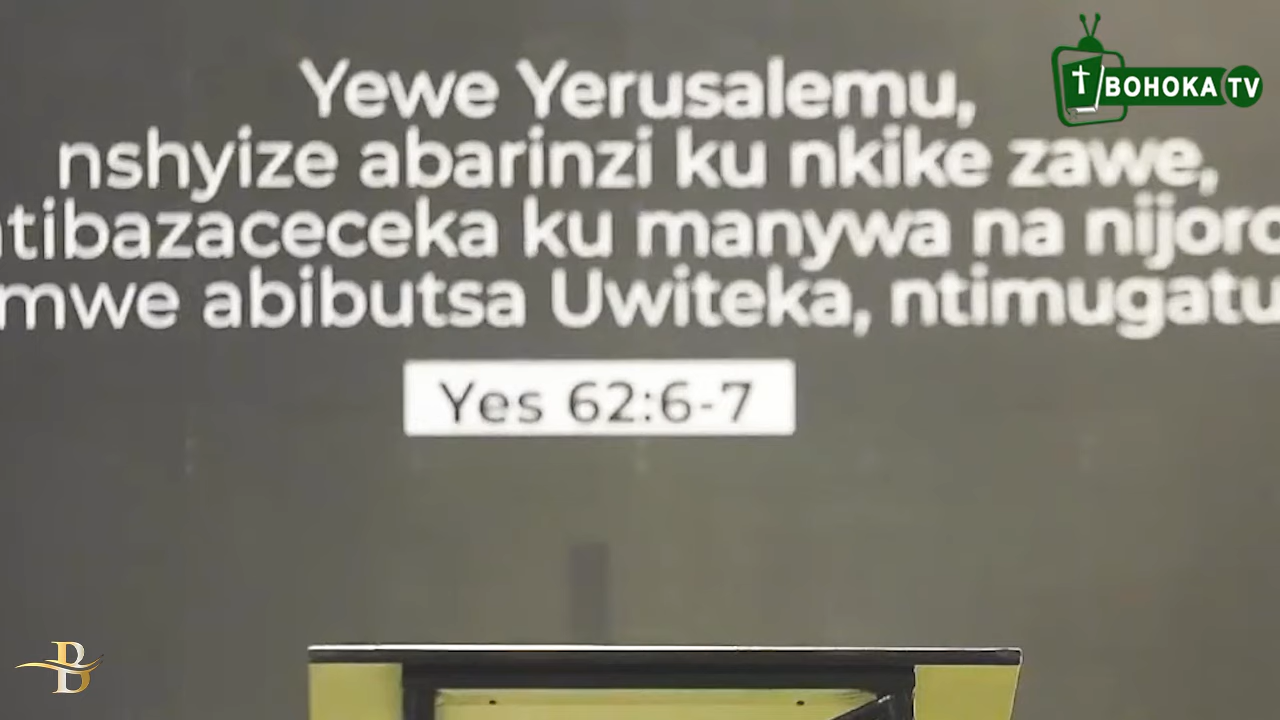 Yewe Yerusalemu,
nshyize abarinzi ku nkike zawe,
ntibazaceceka ku manywa na nijoro
mwe abibutsa Uwiteka, ntimugatu
Yes 62:6-7
BOHOKA TV
B